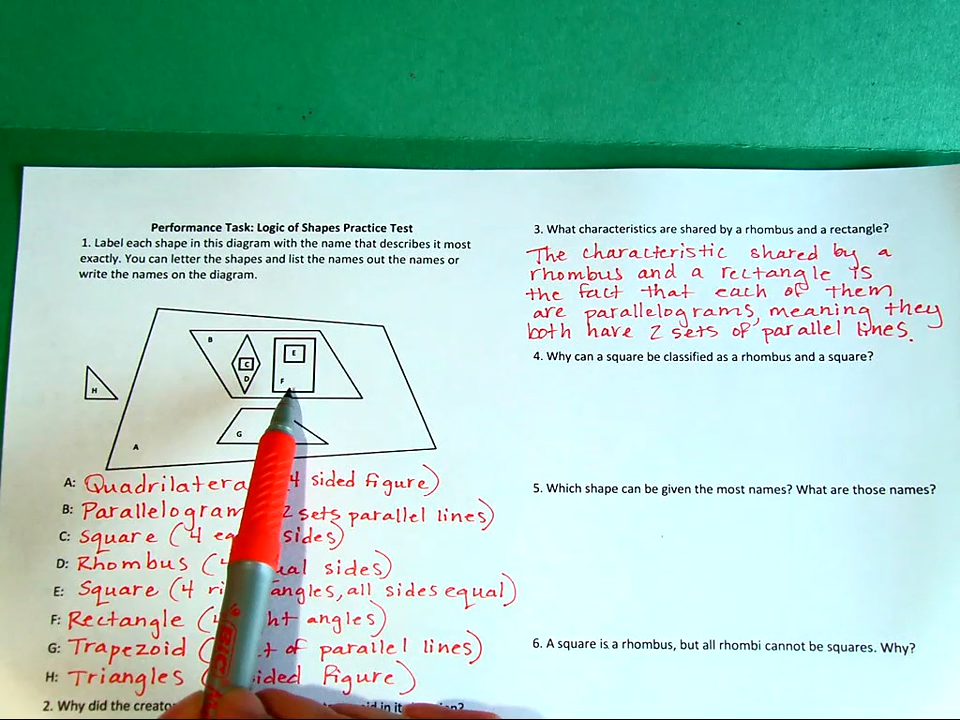 Performance Task: Logic of Shapes Practice Test
1. Label each shape in this diagram with the name that describes it most
exactly. You can letter the shapes and list the names out the names or
write the names on the diagram.
B
C
D
E
F
H
G
A
A: Quadrilatera 4 sided figure)
B: Parallelogram 2 sets parallel lines)
C: Square (4 sides)
D: Rhombus ( sides)
E: Square (4 angles, all sides equal)
F: Rectangle ( angles)
G: Trapezoid ( of parallel lines)
H: Triangles ( figure)
2. Why did the
3. What characteristics are shared by a rhombus and a rectangle?
The characteristic shared by a
rhombus and a rectangle is
the fact that each of them
are parallelograms, meaning they
both have 2 sets of parallel lines.
4. Why can a square be classified as a rhombus and a square?
5. Which shape can be given the most names? What are those names?
6. A square is a rhombus, but all rhombi cannot be squares. Why?
BIC